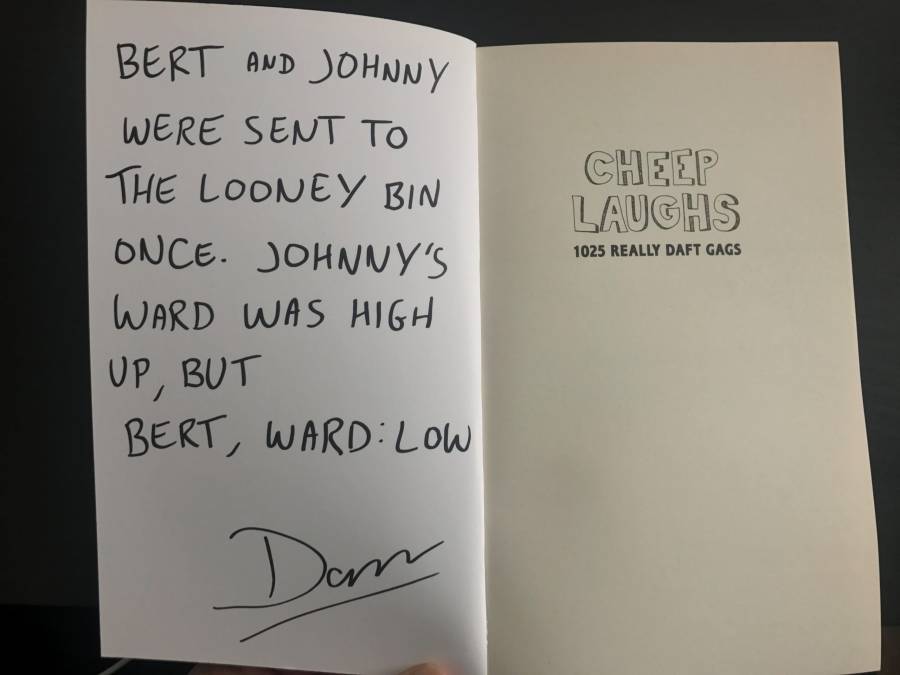 BERT AND JOHNNY
WERE SENT TO
THE LOONEY BIN
ONCE. JOHNNY'S
WARD WAS HIGH
UP, BUT
BERT, WARD: LOW
CHEEP
LAUGHS
1025 REALLY DAFT GAGS